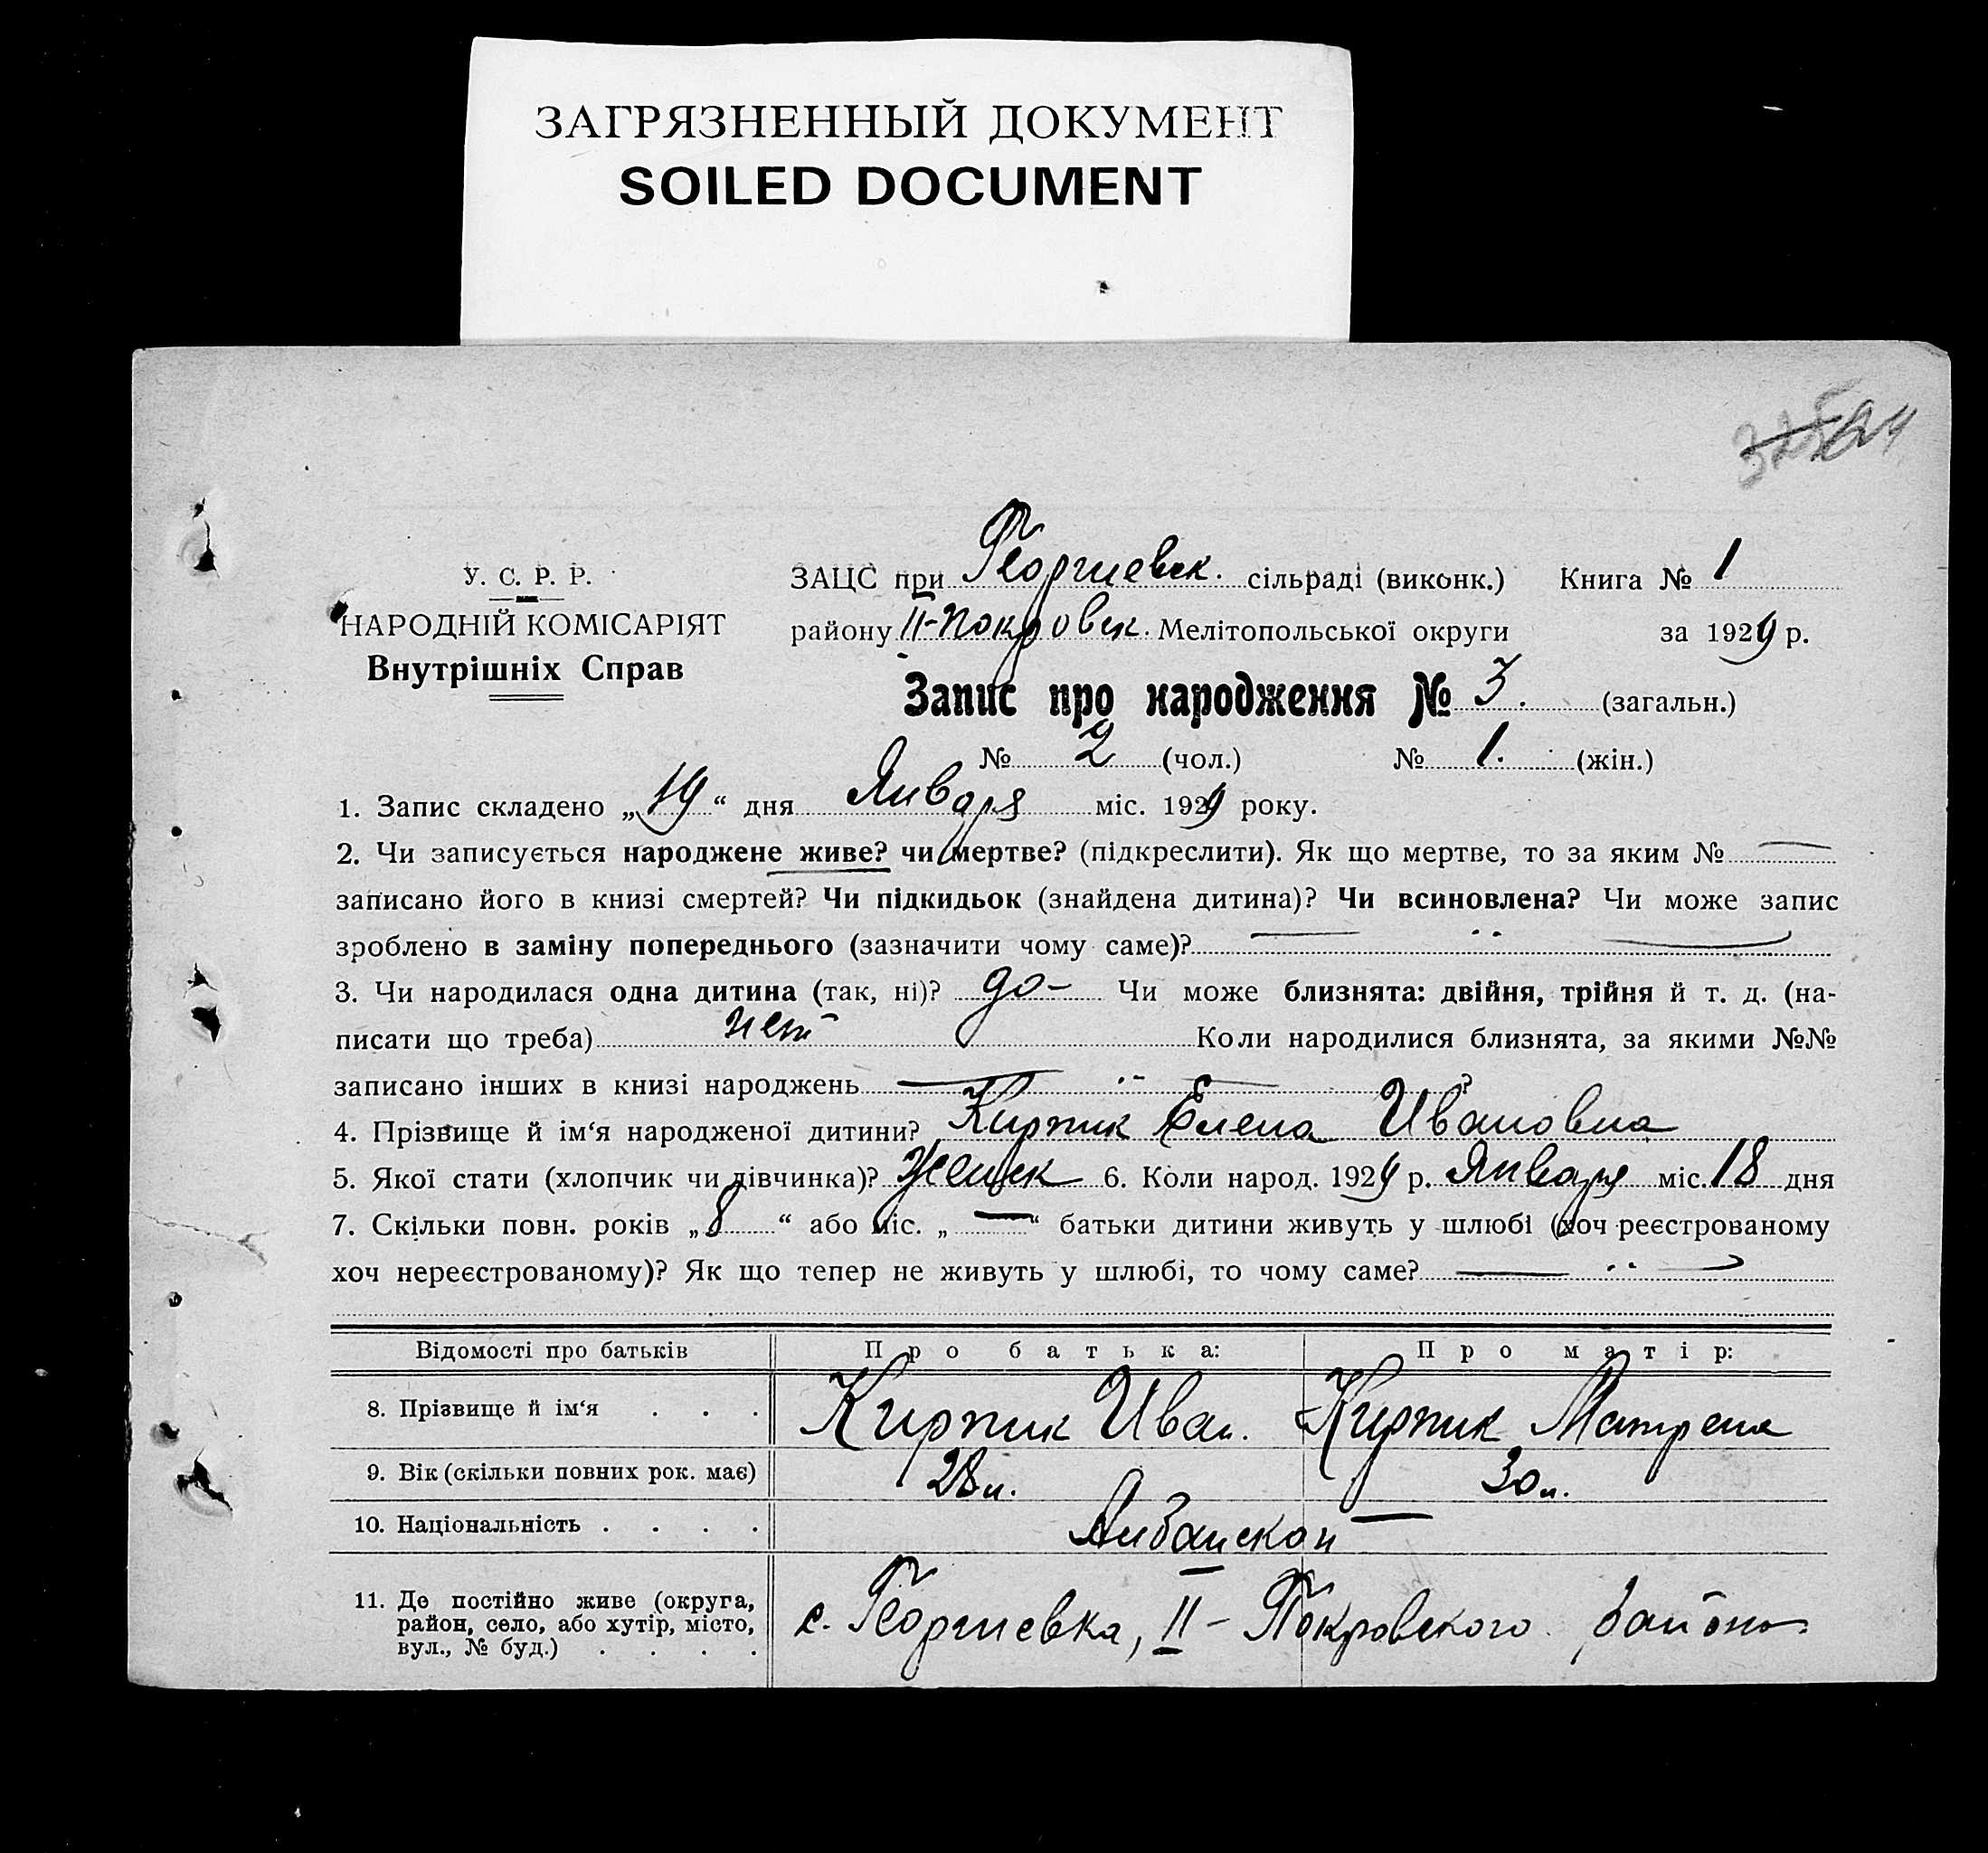 ЗАГРЯЗНЕННЫЙ ДОКУМЕНТ
SOILED DOCUMENT
У. С. Р. Р.
НАРОДНІЙ КОМІСАРІЯТ
Внутрішніх Справ
ЗАЦС при Георгиевск. сільраді (виконк.) Книга № 1
району II-Покровск. Мелітопольської округи за 1929 р.
Запис про народження № 3. (загальн.)
№ 2 (чол.) № 1. (жін.)
1. Запис складено „19“ дня Января міс. 1929 року.
2. Чи записується народжене живе? чи мертве? (підкреслити). Як що мертве, то за яким № —
записано його в книзі смертей? Чи підкидьок (знайдена дитина)? Чи всиновлена? Чи може запис
зроблено в заміну попереднього (зазначити чому саме)? — " —
3. Чи народилася одна дитина (так, ні)? да — Чи може близнята: двійня, трійня й т. д. (на-
писати що треба) нет Коли народилися близнята, за якими №№
записано інших в книзі народжень — " — ?
4. Прізвище й ім‘я народженої дитини? Кирпик Елена Ивановна
5. Якої стати (хлопчик чи дівчинка)? Женск 6. Коли народ. 1929 р. Января міс. 18 дня
7. Скільки повн. років „8“ або міс. „—“ батьки дитини живуть у шлюбі (хоч реєстрованому
хоч нереєстрованому)? Як що тепер не живуть у шлюбі, то чому саме? — " —
Відомості про батьків Про батька: Про матір:
8. Прізвище й ім‘я . . . Кирпик Иван. Кирпик Матрена
9. Вік (скільки повних рок. має) 28 л. 30 л.
10. Національність . . . . Албанской
11. Де постійно живе (округа,
район, село, або хутір, місто,
вул., № буд.) . . . .
с. Георгиевка, II - Покровского района